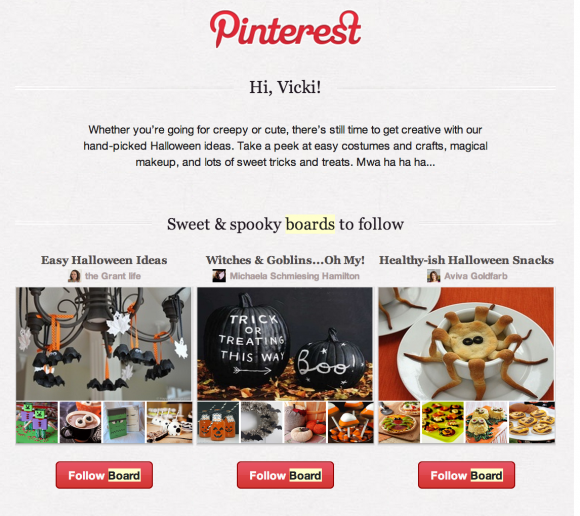 Pinterest
Hi, Vicki!
Whether you're going for creepy or cute, there's still time to get creative with our
hand-picked Halloween ideas. Take a peek at easy costumes and crafts, magical
makeup, and lots of sweet tricks and treats. Mwa ha ha ha...
Sweet & spooky boards to follow
Easy Halloween Ideas
the Grant life
Witches & Goblins...Oh My!
Michaela Schmiesing Hamilton
Healthy-ish Halloween Snacks
Aviva Goldfarb
TRICK
OR
TREATING
THIS WAY
Boo!
Follow Board
Follow Board
Follow Board